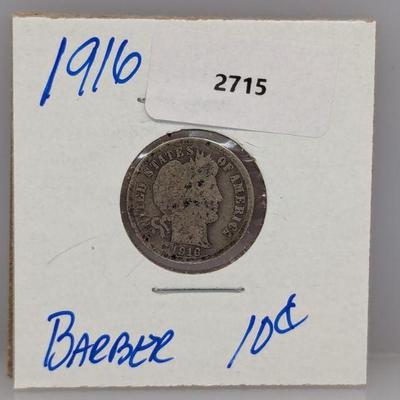 1916
2715
UNITED STATES OF AMERICA
1916
BARBER 10¢